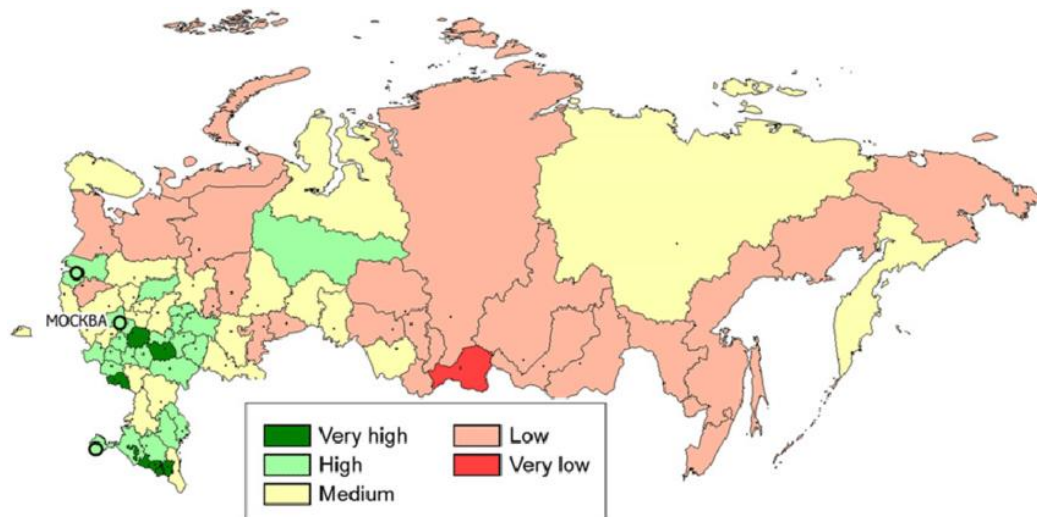 МОСКВА
Very high
High
Medium
Low
Very low